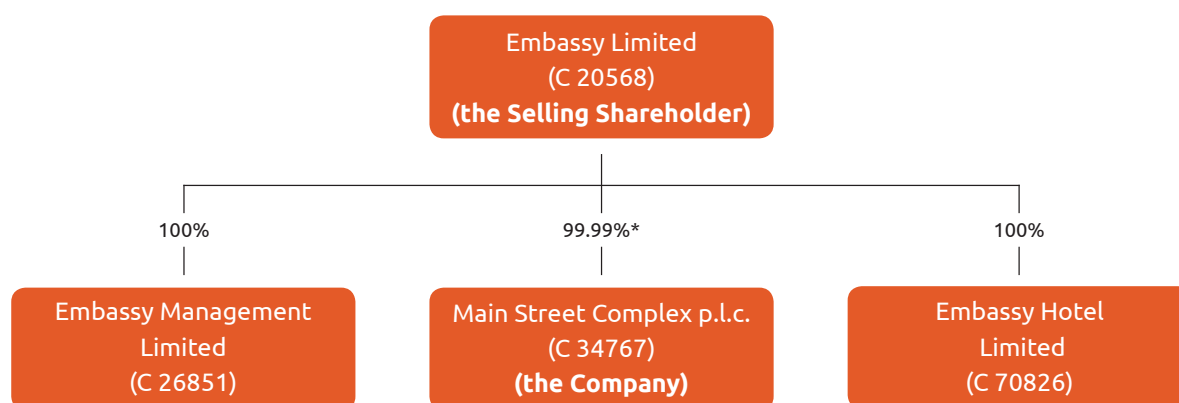 Embassy Limited
(C 20568)
(the Selling Shareholder)
100%
99.99%*
100%
Embassy Management
Limited
(C 26851)
Main Street Complex p.l.c.
(C 34767)
(the Company)
Embassy Hotel
Limited
(C 70826)